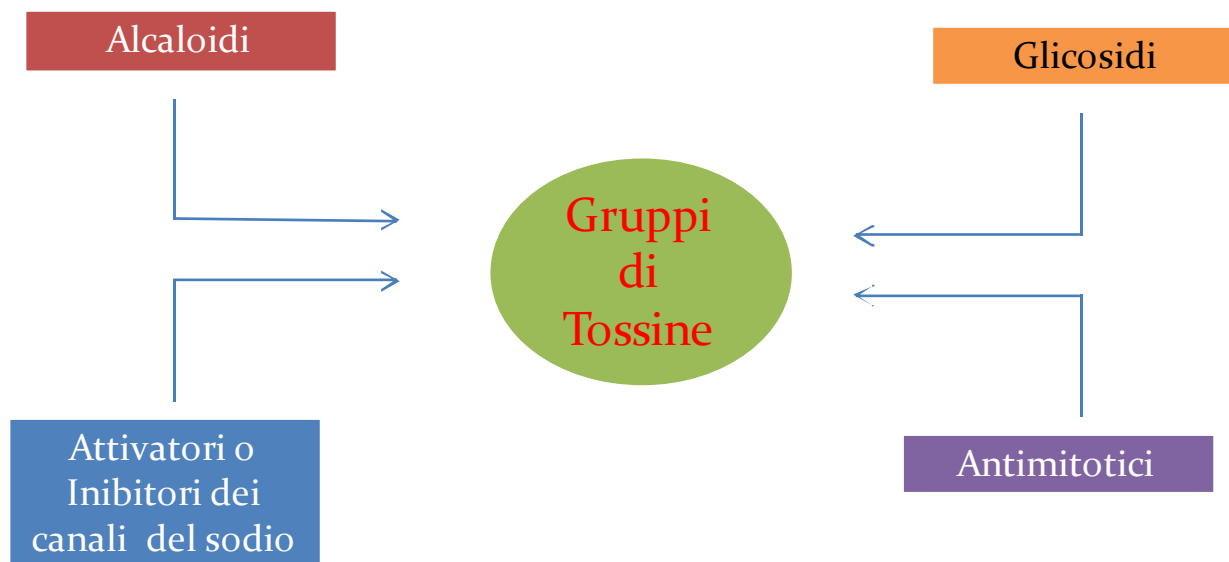 Alcaloidi
Glicosidi
Gruppi
di
Tossine
Attivatori o
Inibitori dei
canali del sodio
Antimitotici